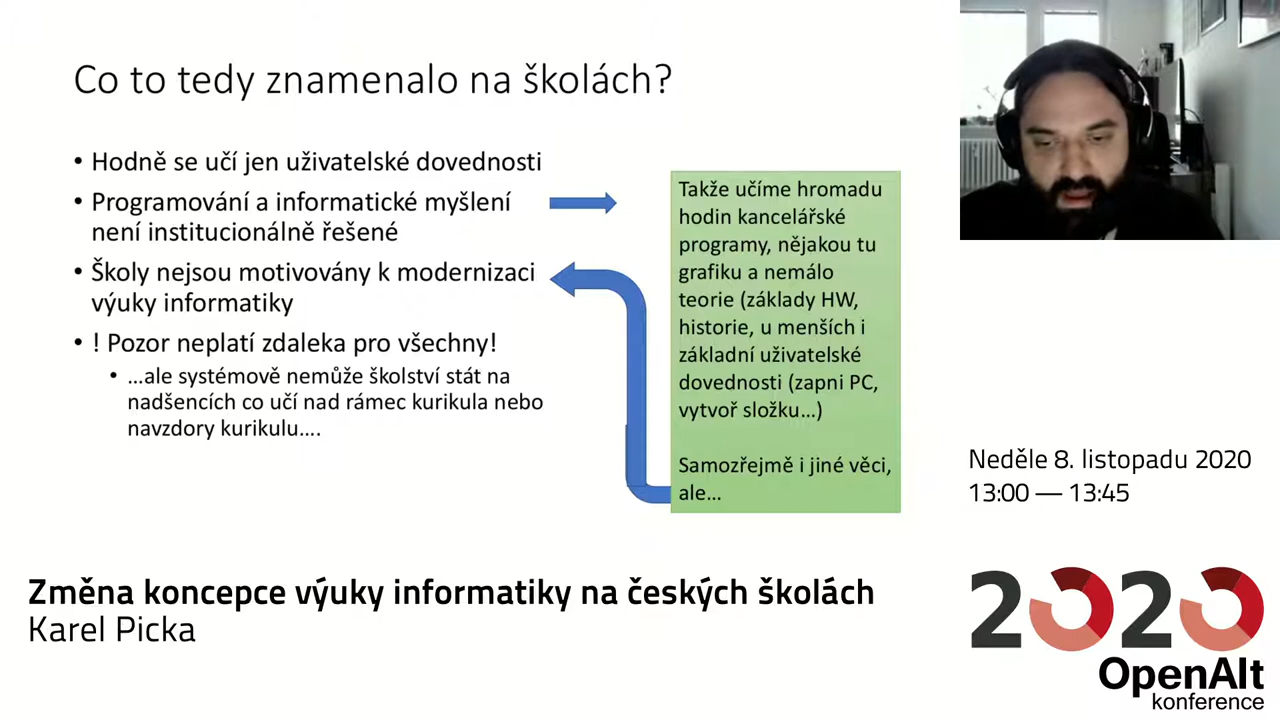 Co to tedy znamenalo na školách?
• Hodně se učí jen uživatelské dovednosti
• Programování a informatické myšlení
není institucionálně řešené
• Školy nejsou motivovány k modernizaci
výuky informatiky
• ! Pozor neplatí zdaleka pro všechny!
• …ale systémově nemůže školství stát na
nadšencích co učí nad rámec kurikula nebo
navzdory kurikulu….
Takže učíme hromadu
hodin kancelářské
programy, nějakou tu
grafiku a nemálo
teorie (základy HW,
historie, u menších i
základní uživatelské
dovednosti (zapni PC,
vytvoř složku…)
Samozřejmě i jiné věci,
ale…
Neděle 8. listopadu 2020
13:00 — 13:45
Změna koncepce výuky informatiky na českých školách
Karel Picka
2020
OpenAlt
konference